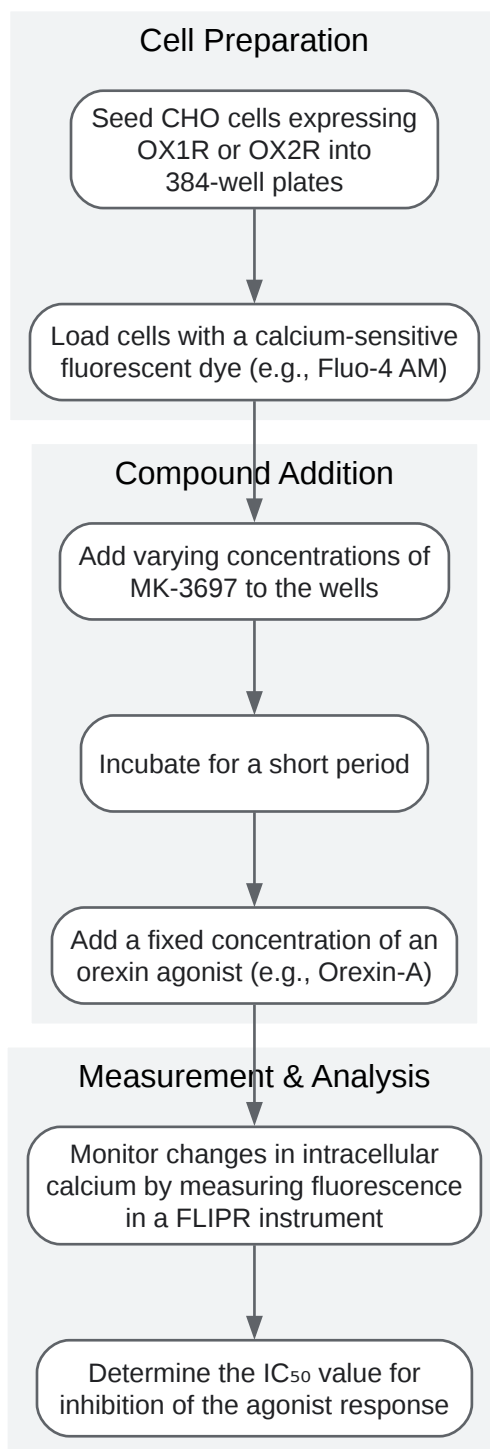 Cell Preparation
Seed CHO cells expressing
OX1R or OX2R into
384-well plates
Load cells with a calcium-sensitive
fluorescent dye (e.g., Fluo-4 AM)
Compound Addition
Add varying concentrations of
MK-3697 to the wells
Incubate for a short period
Add a fixed concentration of an
orexin agonist (e.g., Orexin-A)
Measurement & Analysis
Monitor changes in intracellular
calcium by measuring fluorescence
in a FLIPR instrument
Determine the IC₅₀ value for
inhibition of the agonist response